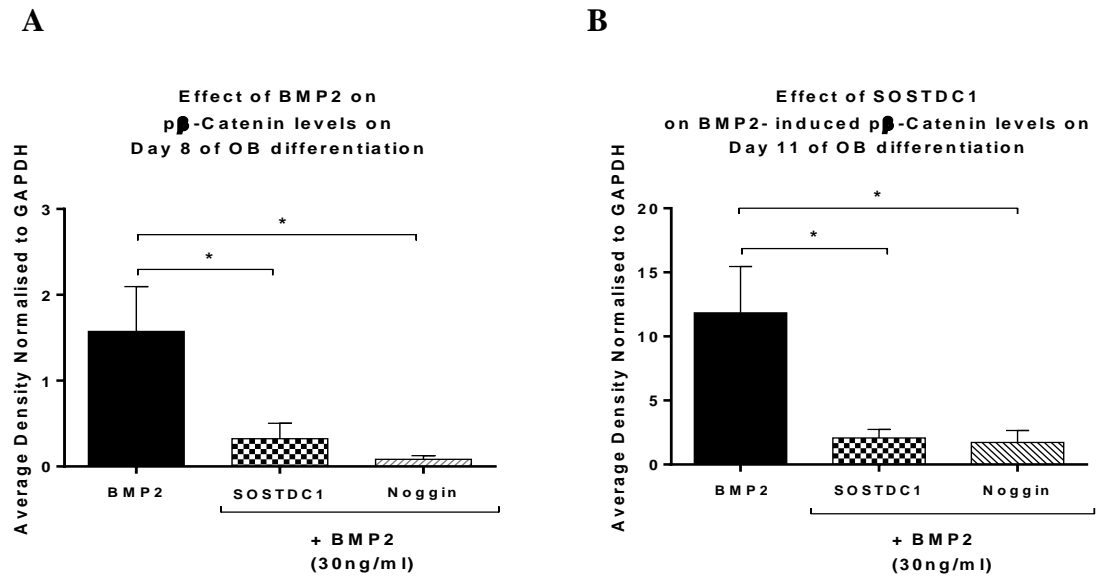 A
Effect of BMP2 on
pβ-Catenin levels on
Day 8 of OB differentiation
Average Density Normalised to GAPDH
3
2
1
0
*
*
BMP2
SOSTDC1
Noggin
+ BMP2
(30ng/ml)
B
Effect of SOSTDC1
on BMP2- induced pβ-Catenin levels on
Day 11 of OB differentiation
Average Density Normalised to GAPDH
20
15
10
5
0
*
*
BMP2
SOSTDC1
Noggin
+ BMP2
(30ng/ml)